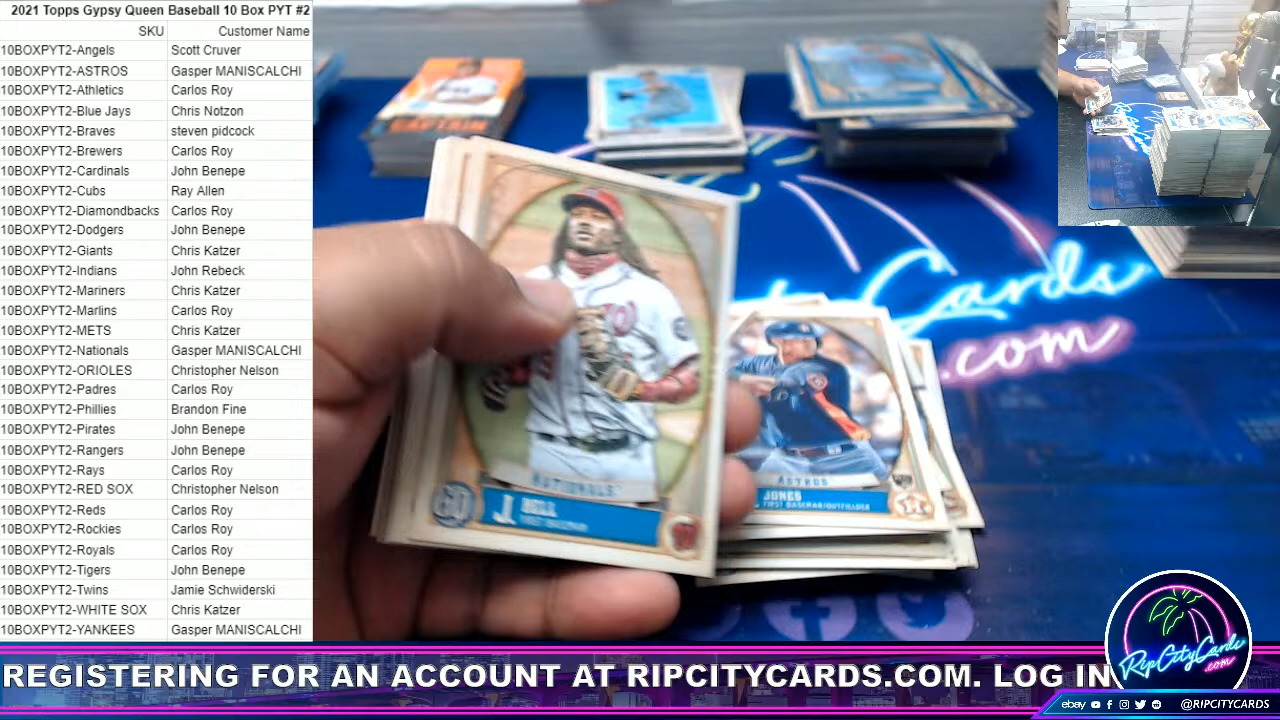 2021 Topps Gypsy Queen Baseball 10 Box PYT #2
SKU Customer Name
10BOXPYT2-Angels Scott Cruver
10BOXPYT2-ASTROS Gasper MANISCALCHI
10BOXPYT2-Athletics Carlos Roy
10BOXPYT2-Blue Jays Chris Notzon
10BOXPYT2-Braves steven pidcock
10BOXPYT2-Brewers Carlos Roy
10BOXPYT2-Cardinals John Benepe
10BOXPYT2-Cubs Ray Allen
10BOXPYT2-Diamondbacks Carlos Roy
10BOXPYT2-Dodgers John Benepe
10BOXPYT2-Giants Chris Katzer
10BOXPYT2-Indians John Rebeck
10BOXPYT2-Mariners Chris Katzer
10BOXPYT2-Marlins Carlos Roy
10BOXPYT2-METS Chris Katzer
10BOXPYT2-Nationals Gasper MANISCALCHI
10BOXPYT2-ORIOLES Christopher Nelson
10BOXPYT2-Padres Carlos Roy
10BOXPYT2-Phillies Brandon Fine
10BOXPYT2-Pirates John Benepe
10BOXPYT2-Rangers John Benepe
10BOXPYT2-Rays Carlos Roy
10BOXPYT2-RED SOX Christopher Nelson
10BOXPYT2-Reds Carlos Roy
10BOXPYT2-Rockies Carlos Roy
10BOXPYT2-Royals Carlos Roy
10BOXPYT2-Tigers John Benepe
10BOXPYT2-Twins Jamie Schwiderski
10BOXPYT2-WHITE SOX Chris Katzer
10BOXPYT2-YANKEES Gasper MANISCALCHI
Cards
.com
NATIONALS
GQ J. BELL
FIRST BASEMAN
ASTROS
JONES
FIRST BASEMAN/OUTFIELDER
REGISTERING FOR AN ACCOUNT AT RIPCITYCARDS.COM. LOG IN
RipCityCards
.com
ebay @RIPCITYCARDS